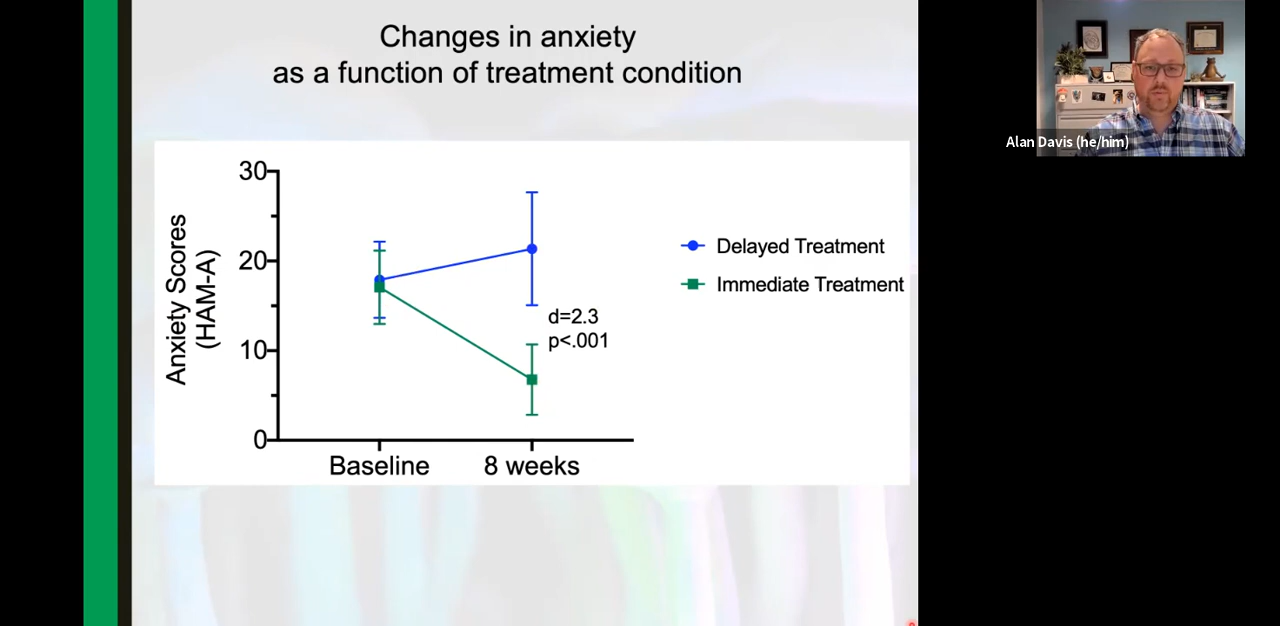 Changes in anxiety
as a function of treatment condition
Alan Davis (he/him)
Anxiety Scores
(HAM-A)
30
20
10
0
Baseline
8 weeks
d=2.3
p<.001
Delayed Treatment
Immediate Treatment